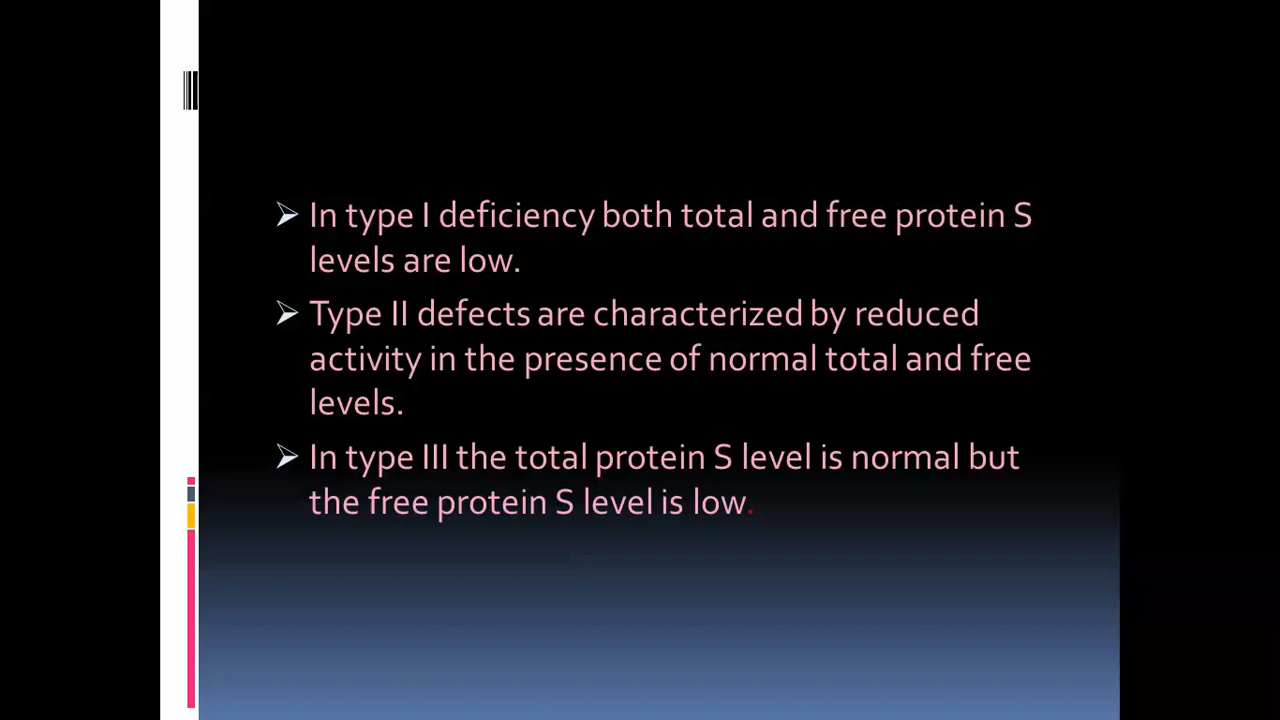 In type I deficiency both total and free protein S
levels are low.
Type II defects are characterized by reduced
activity in the presence of normal total and free
levels.
In type III the total protein S level is normal but
the free protein S level is low.